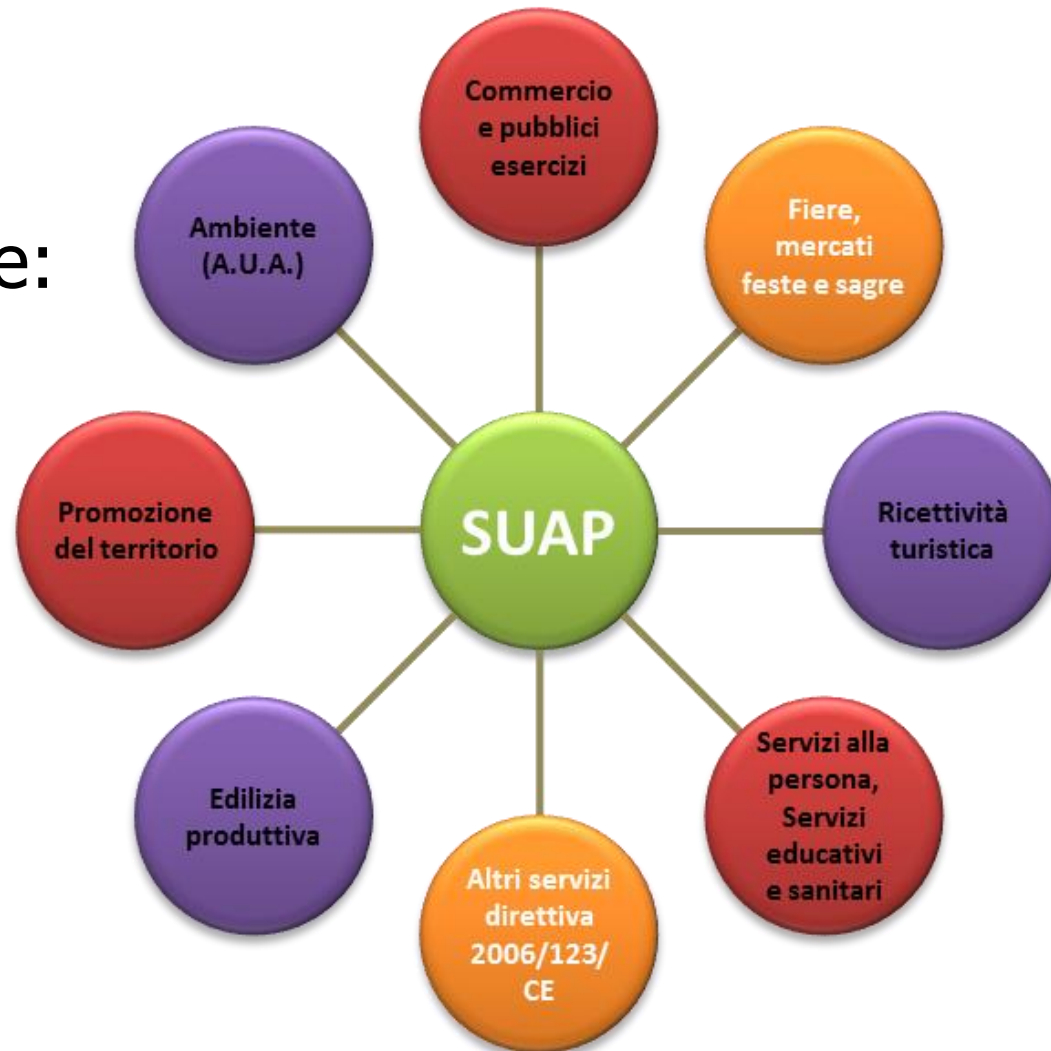 e:
Commercio
e pubblici
esercizi
Fiere,
mercati
feste e sagre
Ricettività
turistica
Servizi alla
persona,
Servizi
educativi
e sanitari
Altri servizi
direttiva
2006/123/
CE
Edilizia
produttiva
Promozione
del territorio
Ambiente
(A.U.A.)
SUAP